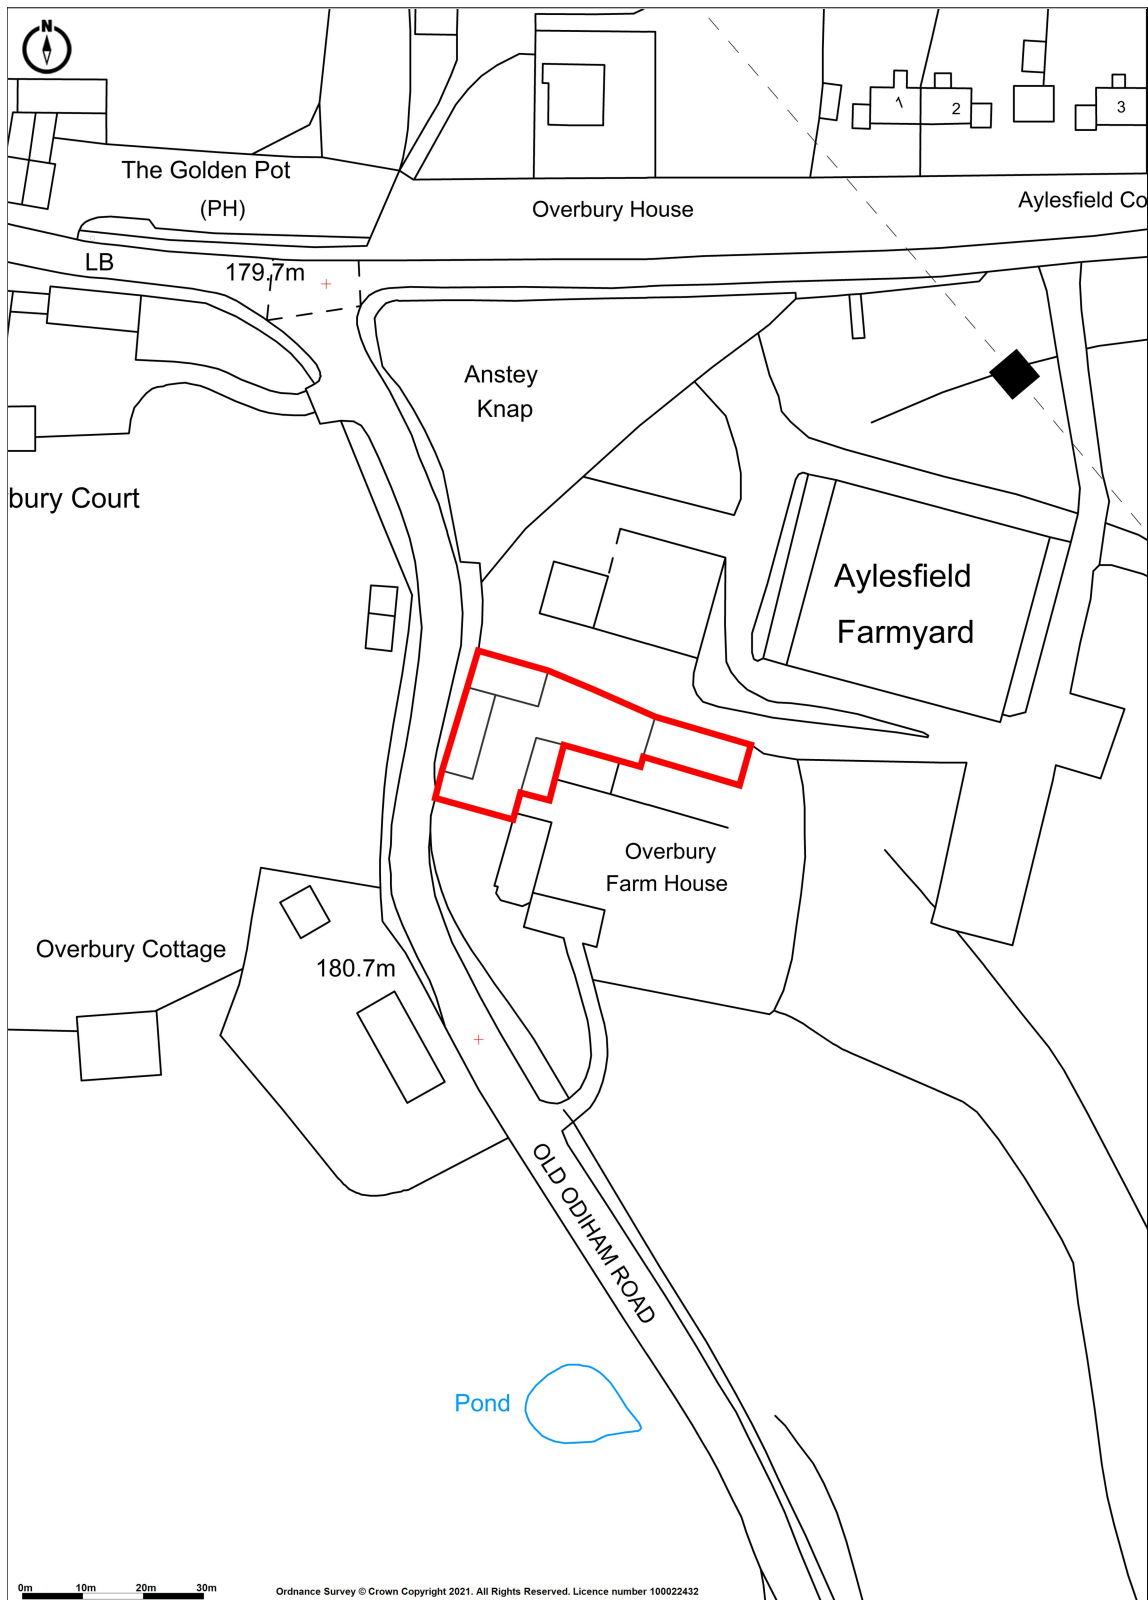 N
1
2
3
The Golden Pot
(PH)
Overbury House
Aylesfield Co
LB
179.7m
Anstey
Knap
bury Court
Aylesfield
Farmyard
Overbury
Farm House
Overbury Cottage
180.7m
OLD ODIHAM ROAD
Pond
0m 10m 20m 30m
Ordnance Survey © Crown Copyright 2021. All Rights Reserved. Licence number 100022432